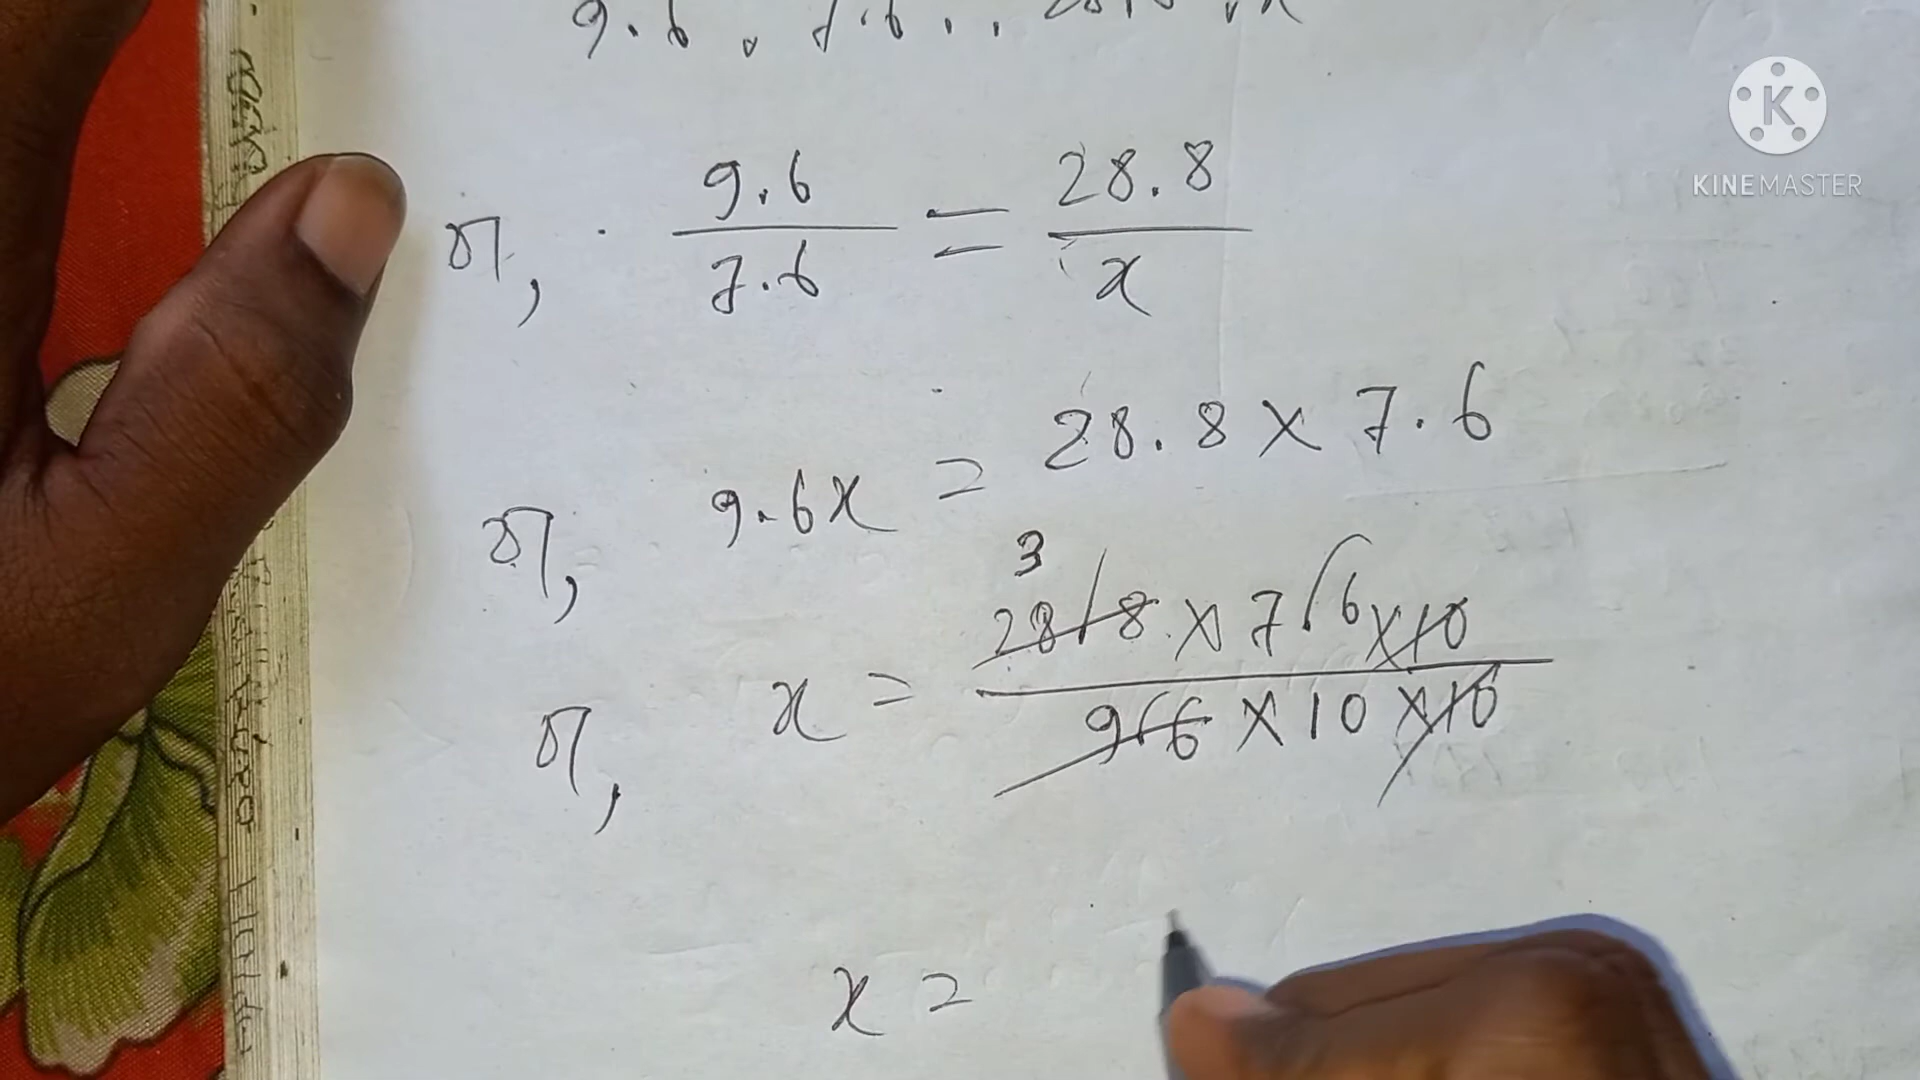 KINEMASTER
বা, 9.6/7.6 = 28.8/x
বা, 9.6x = 28.8 × 7.6
3
বা, x = 28.8 × 7.6 × 10 / 9.6 × 10 × 10
x =